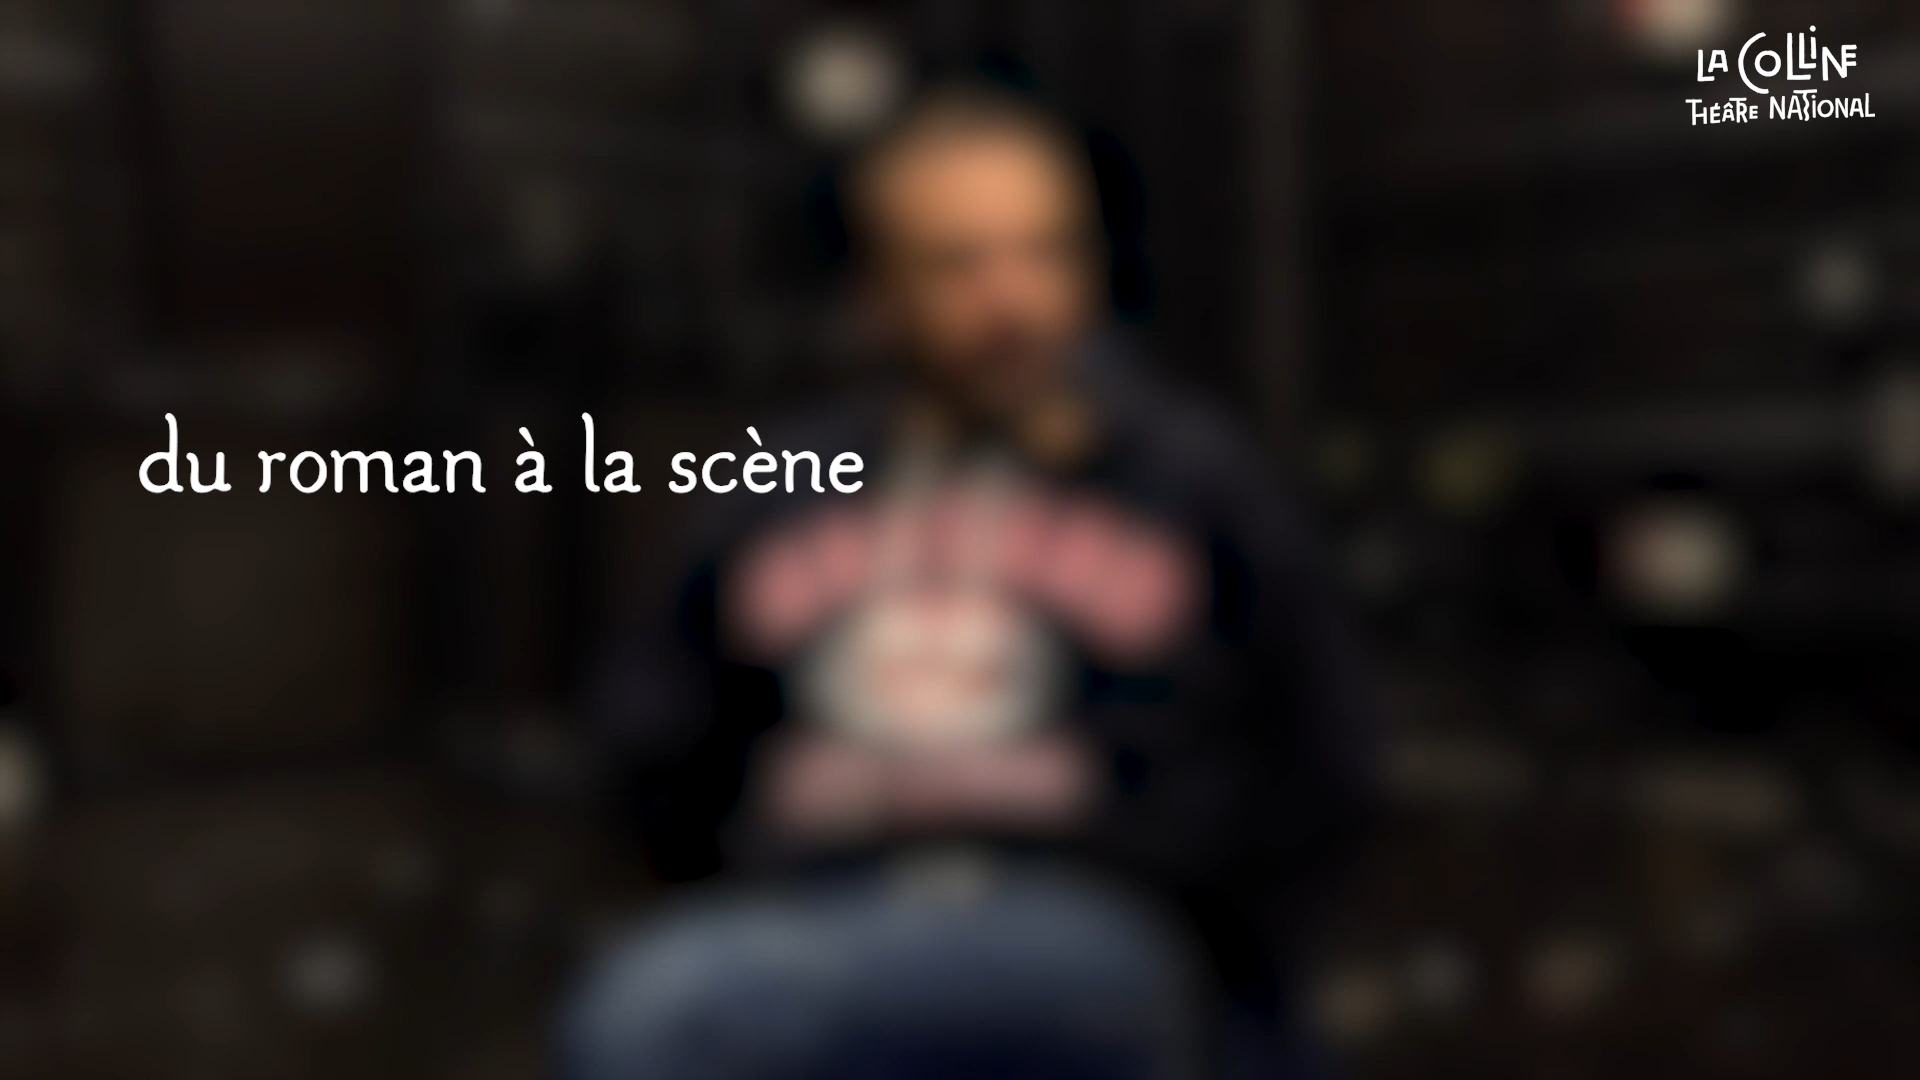 LA COLLINE
THÉÂTRE NATIONAL
du roman à la scène